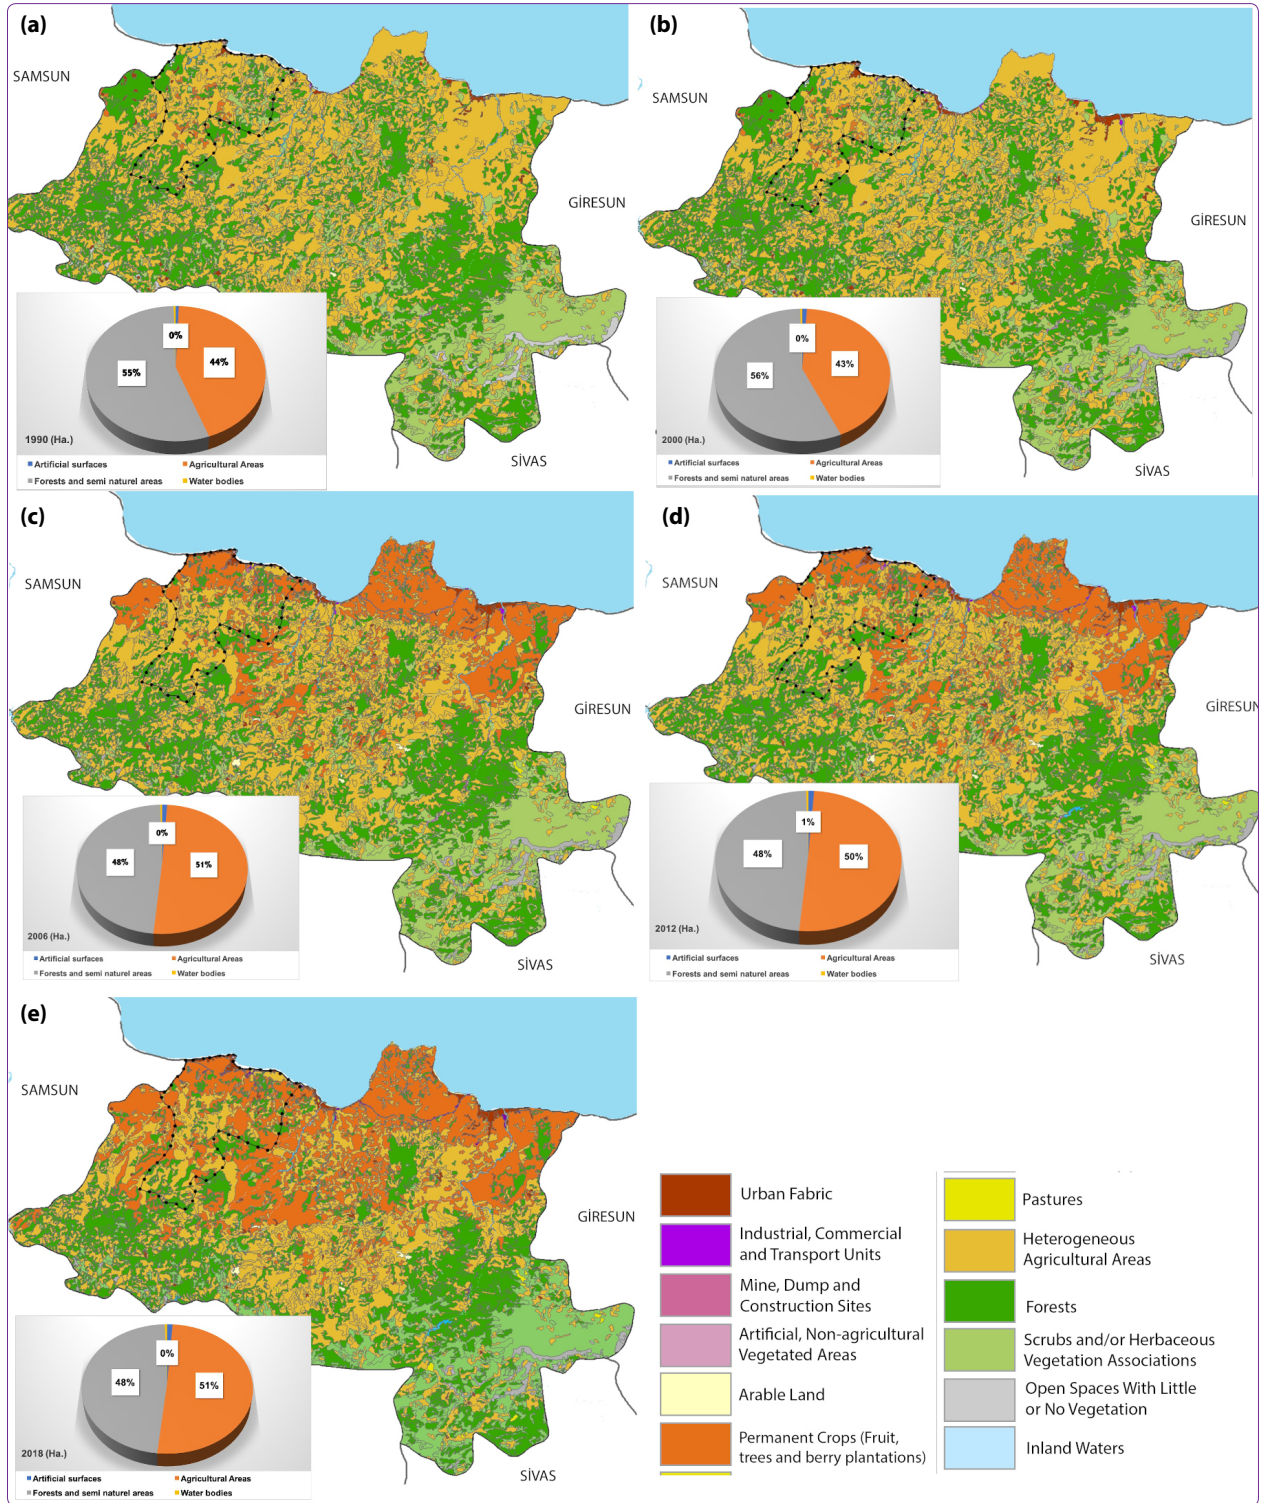 (a)
SAMSUN
GİRESUN
SİVAS
0%
44%
55%
1990 (Ha.)
Artificial surfaces
Agricultural Areas
Forests and semi naturel areas
Water bodies
(b)
SAMSUN
GİRESUN
SİVAS
0%
43%
56%
2000 (Ha.)
Artificial surfaces
Agricultural Areas
Forests and semi naturel areas
Water bodies
(c)
SAMSUN
GİRESUN
SİVAS
0%
48%
51%
2006 (Ha.)
Artificial surfaces
Agricultural Areas
Forests and semi naturel areas
Water bodies
(d)
SAMSUN
GİRESUN
SİVAS
1%
48%
50%
2012 (Ha.)
Artificial surfaces
Agricultural Areas
Forests and semi naturel areas
Water bodies
(e)
SAMSUN
GİRESUN
SİVAS
0%
48%
51%
2018 (Ha.)
Artificial surfaces
Agricultural Areas
Forests and semi naturel areas
Water bodies
Urban Fabric
Industrial, Commercial
and Transport Units
Mine, Dump and
Construction Sites
Artificial, Non-agricultural
Vegetated Areas
Arable Land
Permanent Crops (Fruit,
trees and berry plantations)
Pastures
Heterogeneous
Agricultural Areas
Forests
Scrubs and/or Herbaceous
Vegetation Associations
Open Spaces With Little
or No Vegetation
Inland Waters